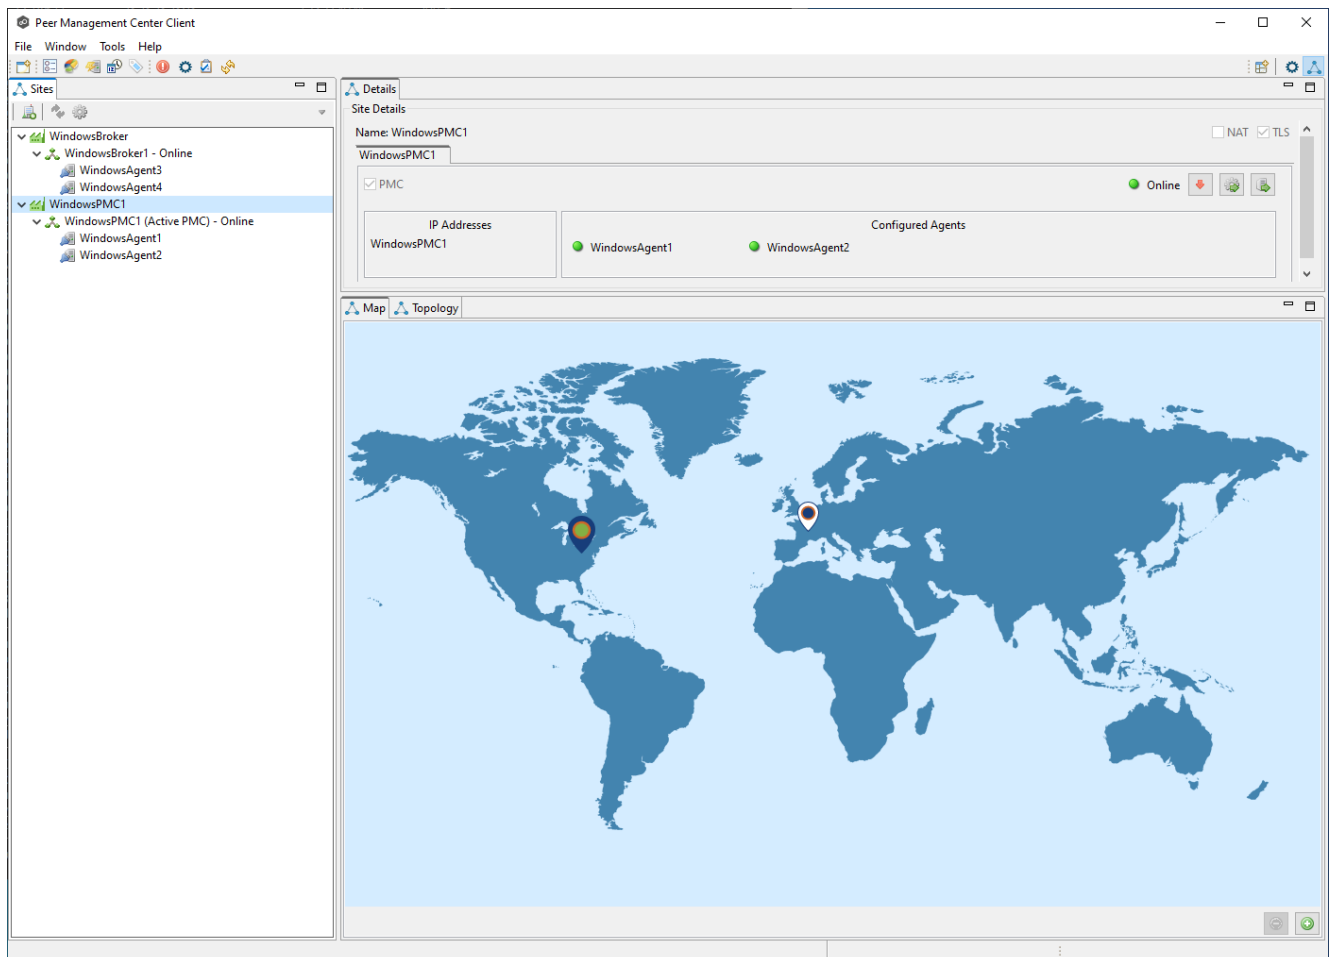 Peer Management Center Client
File Window Tools Help
Sites
WindowsBroker
WindowsBroker1 - Online
WindowsAgent3
WindowsAgent4
WindowsPMC1
WindowsPMC1 (Active PMC) - Online
WindowsAgent1
WindowsAgent2
Details
Site Details
Name: WindowsPMC1
NAT TLS
WindowsPMC1
PMC
Online
IP Addresses
WindowsPMC1
Configured Agents
WindowsAgent1 WindowsAgent2
Map Topology